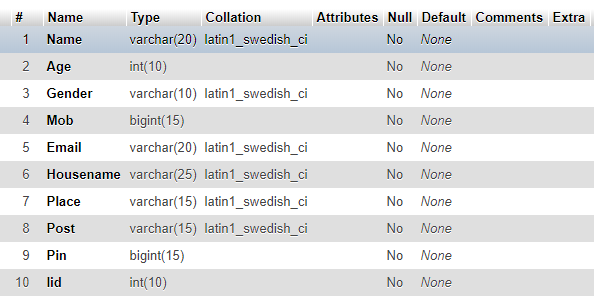 # Name Type Collation Attributes Null Default Comments Extra
1 Name varchar(20) latin1_swedish_ci No None
2 Age int(10) No None
3 Gender varchar(10) latin1_swedish_ci No None
4 Mob bigint(15) No None
5 Email varchar(20) latin1_swedish_ci No None
6 Housename varchar(25) latin1_swedish_ci No None
7 Place varchar(15) latin1_swedish_ci No None
8 Post varchar(15) latin1_swedish_ci No None
9 Pin bigint(15) No None
10 lid int(10) No None